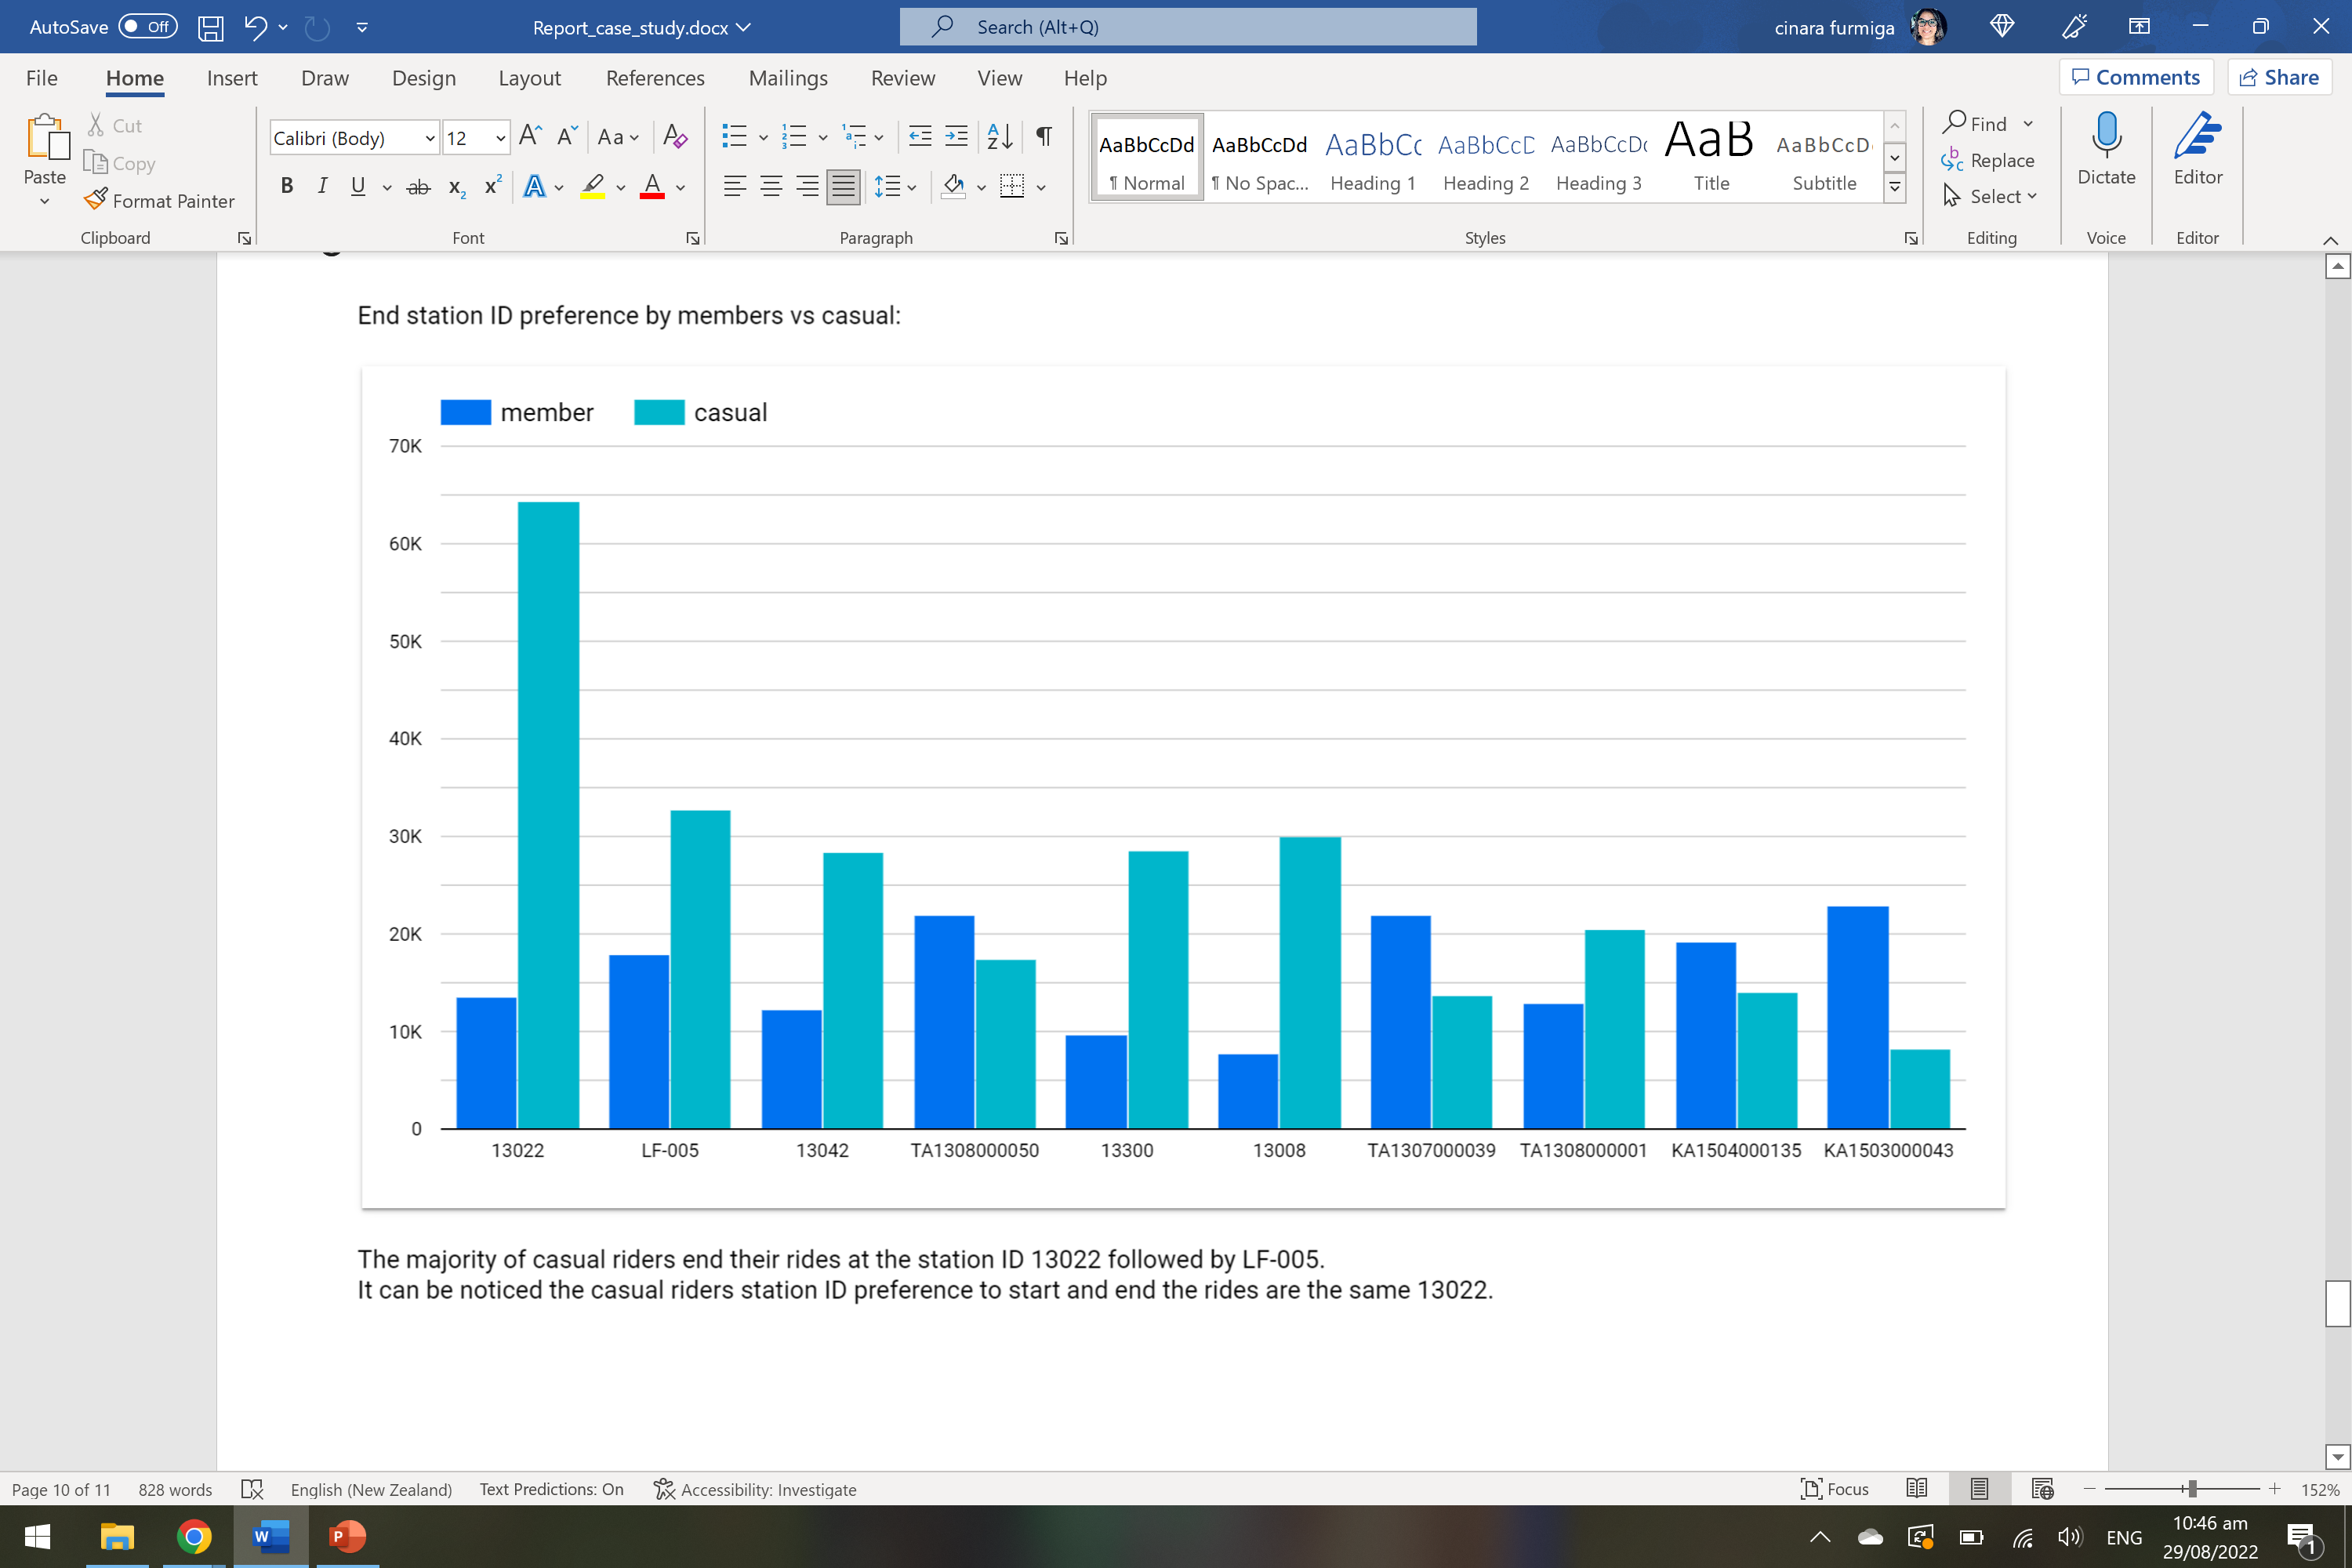 AutoSave Off Report_case_study.docx Search (Alt+Q) cinara furmiga
File Home Insert Draw Design Layout References Mailings Review View Help Comments Share
Paste
Cut
Copy
Format Painter
Clipboard
Calibri (Body) 12
Font
Paragraph
AaBbCcDd AaBbCcDd AaBbCc AaBbCcD AaBbCcDc AaB AaBbCcD
¶ Normal ¶ No Spac... Heading 1 Heading 2 Heading 3 Title Subtitle
Styles
Find
Replace
Select
Editing
Dictate
Voice
Editor
Editor
End station ID preference by members vs casual:
member casual
70K
60K
50K
40K
30K
20K
10K
0
13022 LF-005 13042 TA1308000050 13300 13008 TA1307000039 TA1308000001 KA1504000135 KA1503000043
The majority of casual riders end their rides at the station ID 13022 followed by LF-005.
It can be noticed the casual riders station ID preference to start and end the rides are the same 13022.
Page 10 of 11 828 words English (New Zealand) Text Predictions: On Accessibility: Investigate Focus 152%
ENG 10:46 am
29/08/2022 1